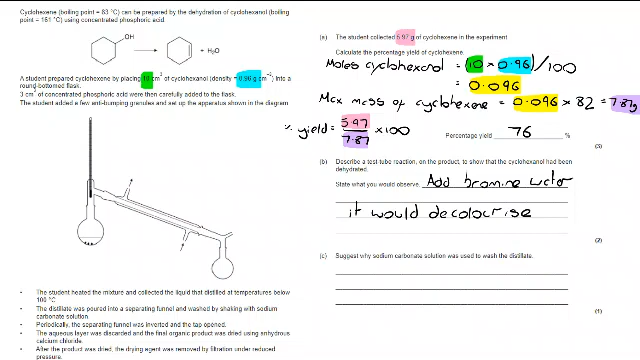 Cyclohexene (boiling point = 83 °C) can be prepared by the dehydration of cyclohexanol (boiling
point = 161 °C) using concentrated phosphoric acid
OH
+ H₂O
A student prepared cyclohexene by placing 10 cm³ of cyclohexanol (density = 0.96 g cm⁻³) into a
round-bottomed flask.
3 cm³ of concentrated phosphoric acid were then carefully added to the flask.
The student added a few anti-bumping granules and set up the apparatus shown in the diagram
• The student heated the mixture and collected the liquid that distilled at temperatures below
100 °C
• The distillate was poured into a separating funnel and washed by shaking with sodium
carbonate solution
• Periodically, the separating funnel was inverted and the tap opened.
• The aqueous layer was discarded and the final organic product was dried using anhydrous
calcium chloride.
• After the product was dried, the drying agent was removed by filtration under reduced
pressure.
(a) The student collected 5.97 g of cyclohexene in the experiment
Calculate the percentage yield of cyclohexene.
Moles cyclohexanol = (10 × 0.96)/100
= 0.096
Max mass of cyclohexene = 0.096 × 82 = 7.87g
% yield = 5.97
7.87 × 100
Percentage yield 76 %
(3)
(b) Describe a test-tube reaction, on the product, to show that the cyclohexanol had been
dehydrated.
State what you would observe. Add bromine water
it would decolorise
(2)
(c) Suggest why sodium carbonate solution was used to wash the distillate.
(1)